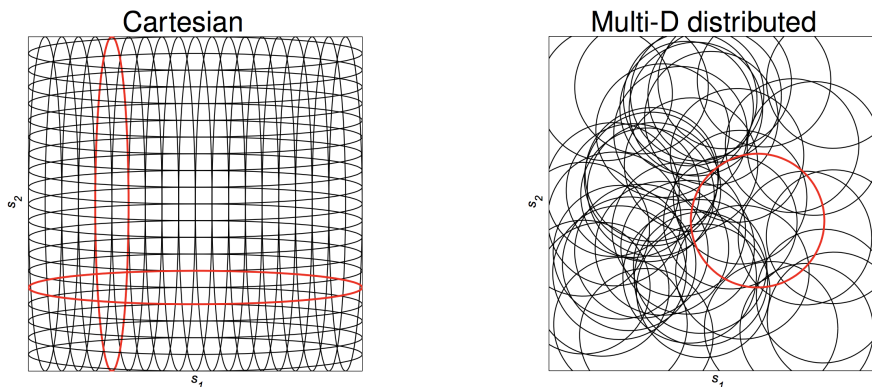 Cartesian
s₂
s₁
Multi-D distributed
s₂
s₁